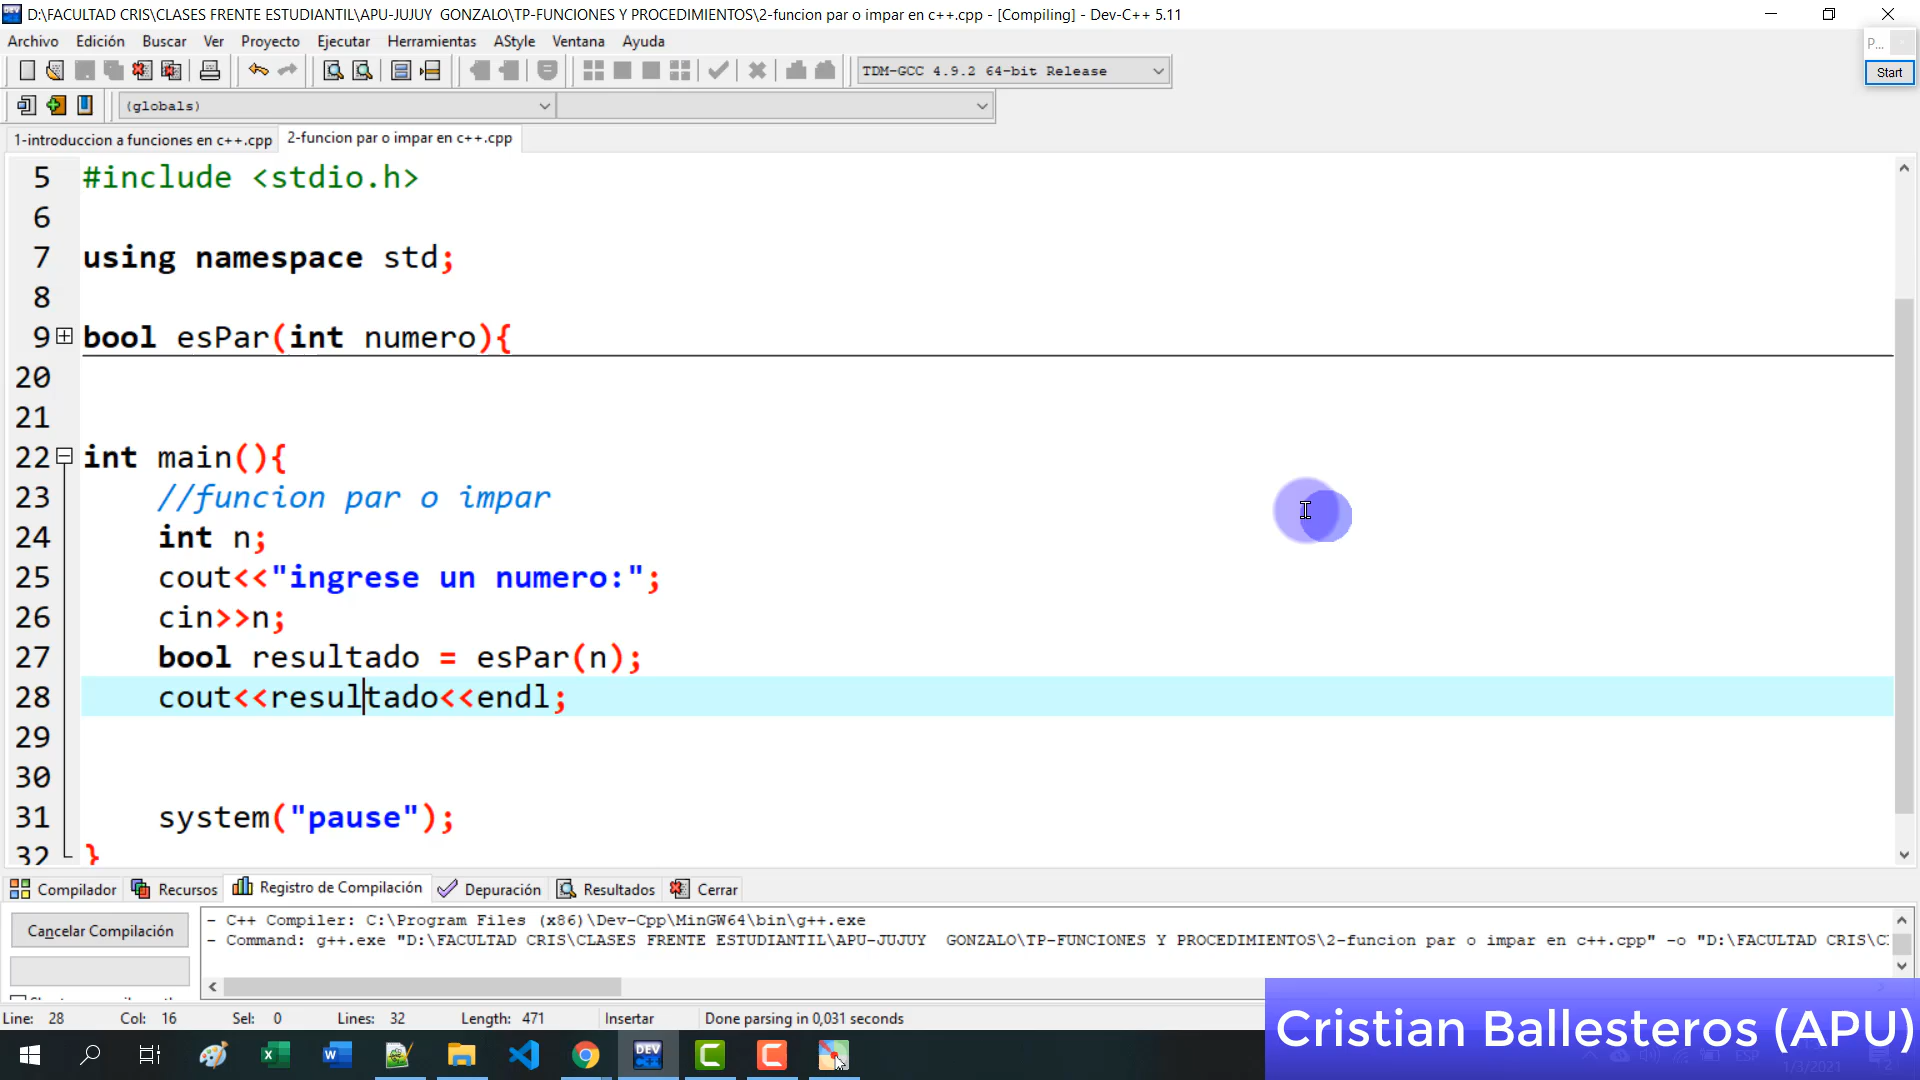 D:\FACULTAD CRIS\CLASES FRENTE ESTUDIANTIL\APU-JUJUY  GONZALO\TP-FUNCIONES Y PROCEDIMIENTOS\2-funcion par o impar en c++.cpp - [Compiling] - Dev-C++ 5.11
Archivo Edición Buscar Ver Proyecto Ejecutar Herramientas AStyle Ventana Ayuda
P...
Start
TDM-GCC 4.9.2 64-bit Release
(globals)
1-introduccion a funciones en c++.cpp 2-funcion par o impar en c++.cpp
5 #include <stdio.h>
6
7 using namespace std;
8
9 bool esPar(int numero){
20
21
22 int main(){
23 //funcion par o impar
24 int n;
25 cout<<"ingrese un numero:";
26 cin>>n;
27 bool resultado = esPar(n);
28 cout<<resultado<<endl;
29
30
31 system("pause");
32 }
Compilador Recursos Registro de Compilación Depuración Resultados Cerrar
Cancelar Compilación
- C++ Compiler: C:\Program Files (x86)\Dev-Cpp\MinGW64\bin\g++.exe
- Command: g++.exe "D:\FACULTAD CRIS\CLASES FRENTE ESTUDIANTIL\APU-JUJUY  GONZALO\TP-FUNCIONES Y PROCEDIMIENTOS\2-funcion par o impar en c++.cpp" -o "D:\FACULTAD CRIS\C
Line: 28 Col: 16 Sel: 0 Lines: 32 Length: 471 Insertar Done parsing in 0,031 seconds
Cristian Ballesteros (APU)
DEV
ESP
1/3/2021